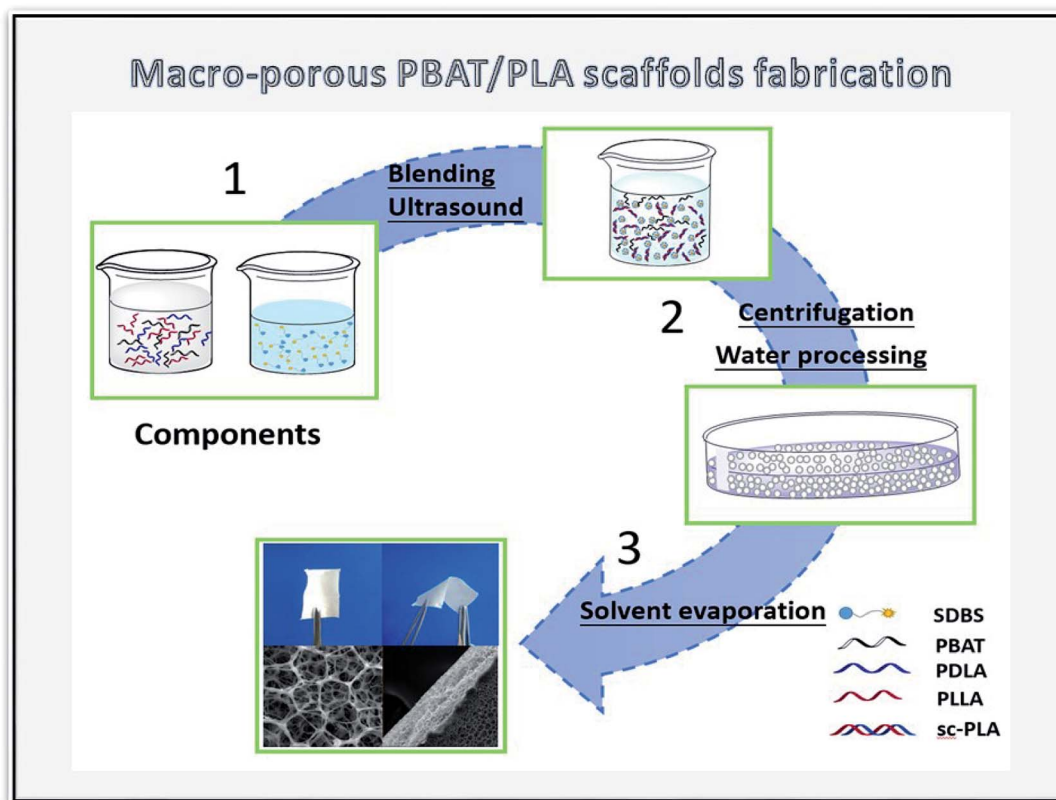 Macro-porous PBAT/PLA scaffolds fabrication
1
Blending
Ultrasound
Components
2
Centrifugation
Water processing
3
Solvent evaporation
SDBS
PBAT
PDLA
PLLA
sc-PLA